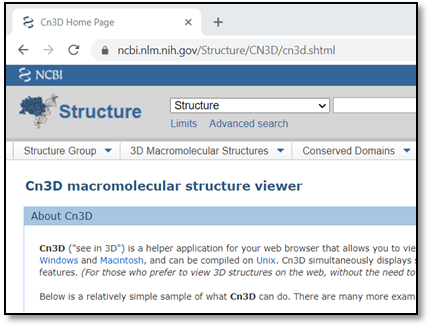 Cn3D Home Page
ncbi.nlm.nih.gov/Structure/CN3D/cn3d.shtml
NCBI
Structure
Structure
Limits Advanced search
Structure Group 3D Macromolecular Structures Conserved Domains
Cn3D macromolecular structure viewer
About Cn3D
Cn3D ("see in 3D") is a helper application for your web browser that allows you to vie
Windows and Macintosh, and can be compiled on Unix. Cn3D simultaneously displays s
features. (For those who prefer to view 3D structures on the web, without the need to
Below is a relatively simple sample of what Cn3D can do. There are many more exam